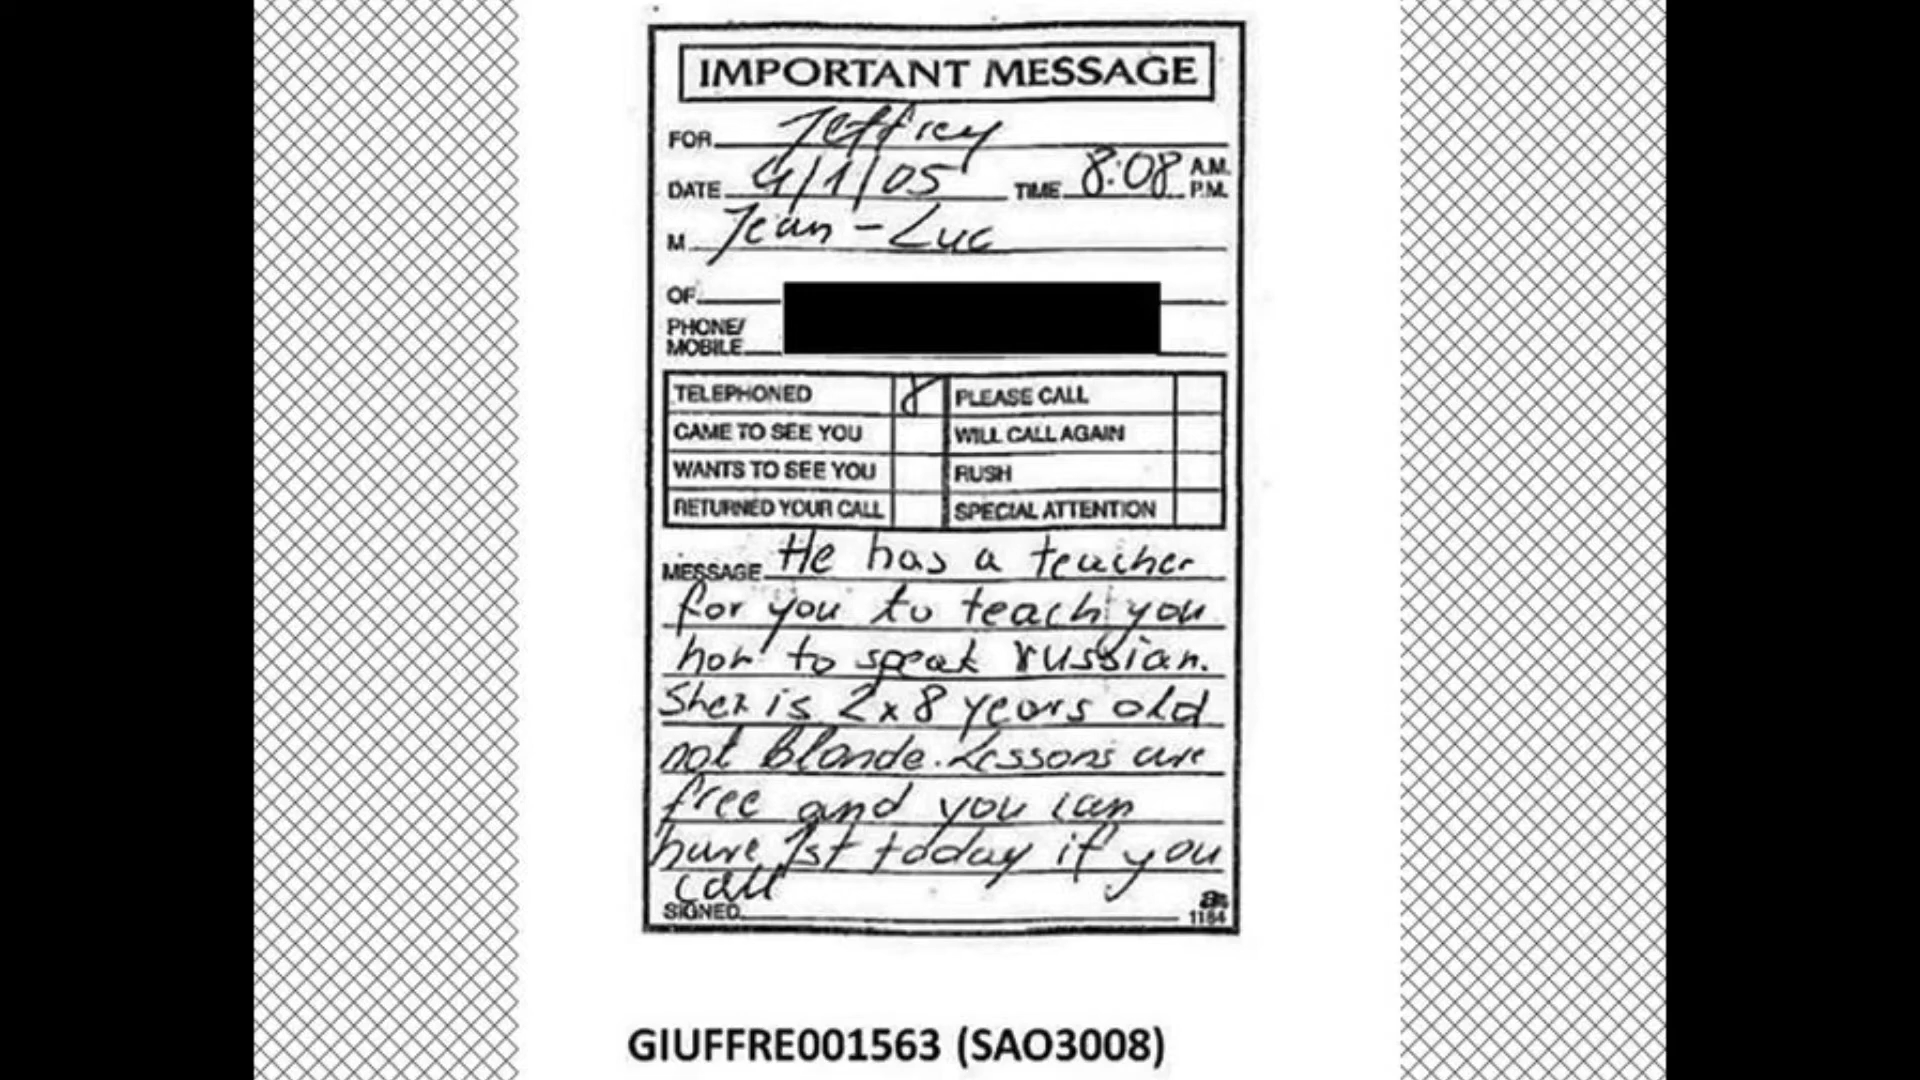 IMPORTANT MESSAGE
FOR Jeffrey
DATE 4/1/05 TIME 8:08 A.M. P.M.
M Jean-Luc
OF
PHONE/
MOBILE
TELEPHONED PLEASE CALL
CAME TO SEE YOU WILL CALL AGAIN
WANTS TO SEE YOU RUSH
RETURNED YOUR CALL SPECIAL ATTENTION
MESSAGE He has a teacher
for you to teach you
how to speak russian.
She is 2x8 years old
not blonde. Lessons are
free and you can
have 1st today if you
call
SIGNED
1184
GIUFFRE001563 (SAO3008)